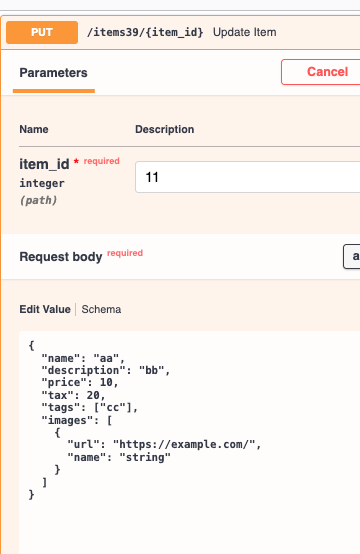 PUT /items39/{item_id} Update Item
Parameters Cancel
Name Description
item_id * required 11
integer
(path)
Request body required a
Edit Value Schema
{
  "name": "aa",
  "description": "bb",
  "price": 10,
  "tax": 20,
  "tags": ["cc"],
  "images": [
    {
      "url": "https://example.com/",
      "name": "string"
    }
  ]
}